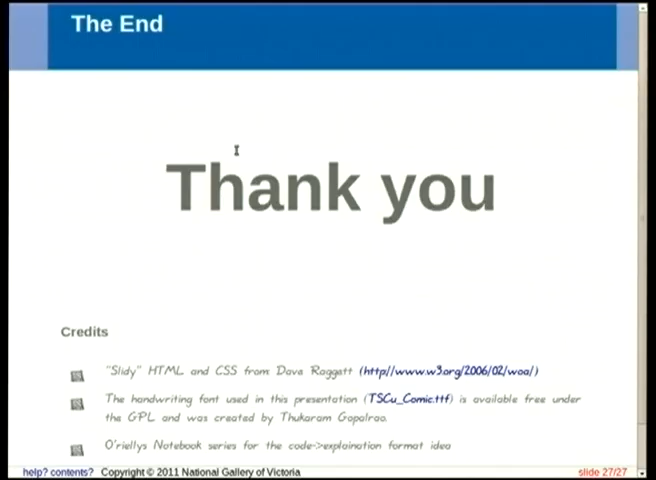 The End
Thank you
Credits
"Slidy" HTML and CSS from Dava Raggett (http//www.w3.org/2006/02/woa/)
The handwriting font used in this presentation (TSCu_Comic.ttf) is available free under
the GPL and was created by Thukaram Gopalrao.
O'riellys Notebook series for the code->explaination format idea
help? contents? Copyright © 2011 National Gallery of Victoria
slide 27/27